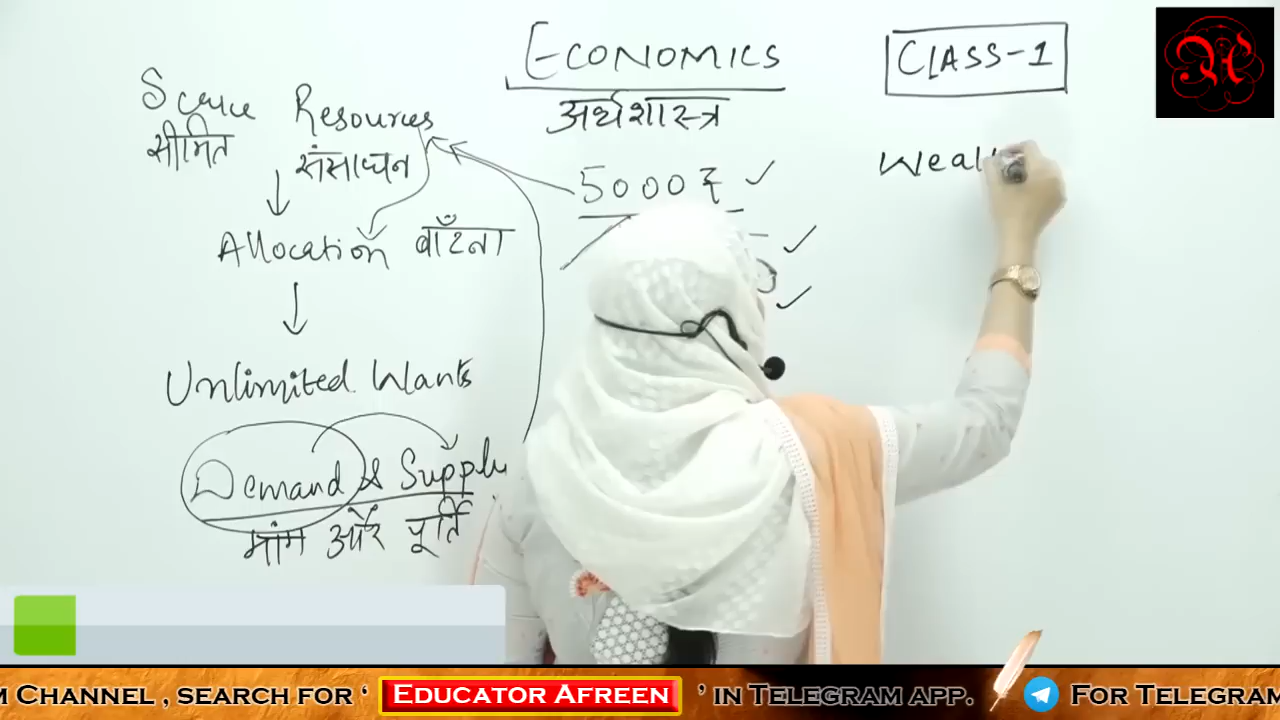 ECONOMICS
अर्थशास्त्र
CLASS-1
Scarce Resources
सीमित संसाधन
Allocation बाँटना
Unlimited Wants
Demand & Supply
मांग और पूर्ति
5000₹
Weal
M CHANNEL, SEARCH FOR ‘ EDUCATOR AFREEN ’ IN TELEGRAM APP. FOR TELEGRAM